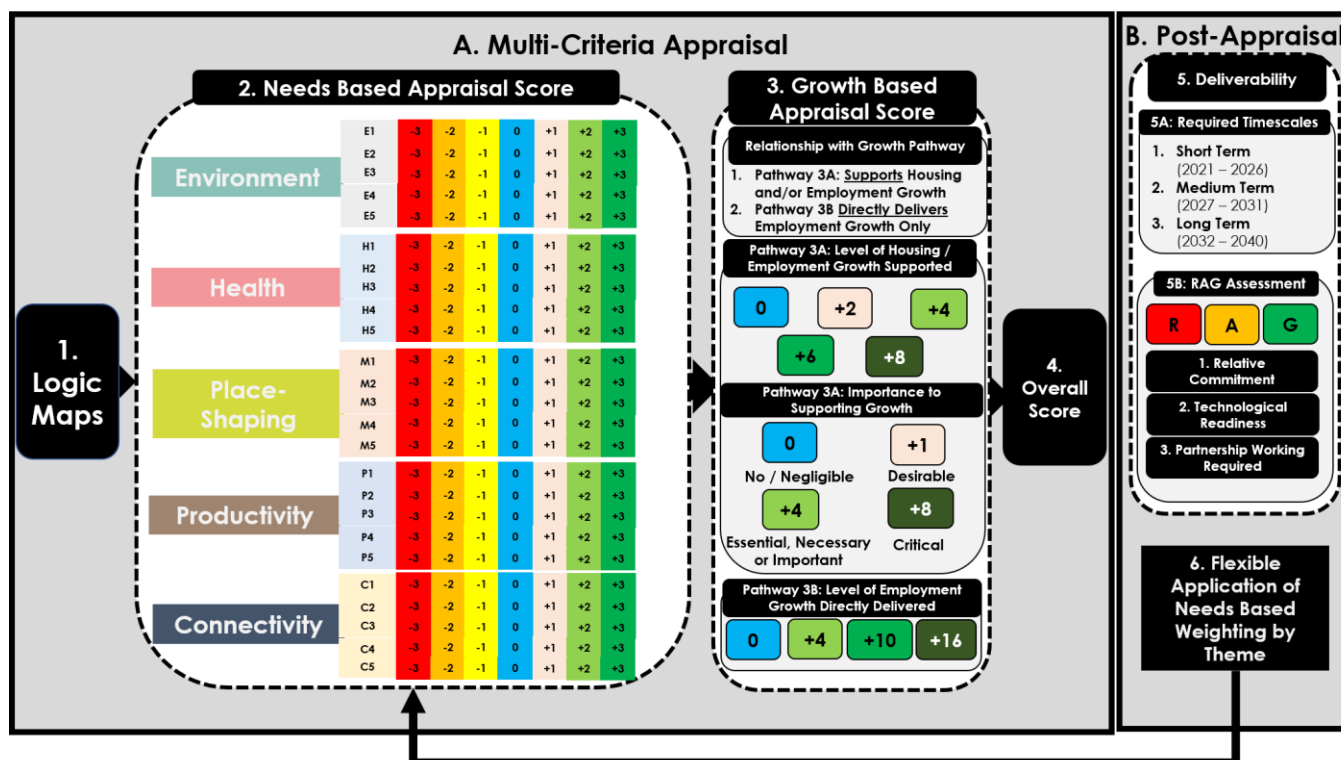 A. Multi-Criteria Appraisal
B. Post-Appraisal
1.
Logic
Maps
2. Needs Based Appraisal Score
Environment
E1 -3 -2 -1 0 +1 +2 +3
E2 -3 -2 -1 0 +1 +2 +3
E3 -3 -2 -1 0 +1 +2 +3
E4 -3 -2 -1 0 +1 +2 +3
E5 -3 -2 -1 0 +1 +2 +3
Health
H1 -3 -2 -1 0 +1 +2 +3
H2 -3 -2 -1 0 +1 +2 +3
H3 -3 -2 -1 0 +1 +2 +3
H4 -3 -2 -1 0 +1 +2 +3
H5 -3 -2 -1 0 +1 +2 +3
Place-
Shaping
M1 -3 -2 -1 0 +1 +2 +3
M2 -3 -2 -1 0 +1 +2 +3
M3 -3 -2 -1 0 +1 +2 +3
M4 -3 -2 -1 0 +1 +2 +3
M5 -3 -2 -1 0 +1 +2 +3
Productivity
P1 -3 -2 -1 0 +1 +2 +3
P2 -3 -2 -1 0 +1 +2 +3
P3 -3 -2 -1 0 +1 +2 +3
P4 -3 -2 -1 0 +1 +2 +3
P5 -3 -2 -1 0 +1 +2 +3
Connectivity
C1 -3 -2 -1 0 +1 +2 +3
C2 -3 -2 -1 0 +1 +2 +3
C3 -3 -2 -1 0 +1 +2 +3
C4 -3 -2 -1 0 +1 +2 +3
C5 -3 -2 -1 0 +1 +2 +3
3. Growth Based
Appraisal Score
Relationship with Growth Pathway
1. Pathway 3A: Supports Housing
and/or Employment Growth
2. Pathway 3B Directly Delivers
Employment Growth Only
Pathway 3A: Level of Housing /
Employment Growth Supported
0 +2 +4
+6 +8
Pathway 3A: Importance to
Supporting Growth
0 +1
No / Negligible Desirable
+4 +8
Essential, Necessary
or Important
Critical
Pathway 3B: Level of Employment
Growth Directly Delivered
0 +4 +10 +16
4.
Overall
Score
5. Deliverability
5A: Required Timescales
1. Short Term
(2021 – 2026)
2. Medium Term
(2027 – 2031)
3. Long Term
(2032 – 2040)
5B: RAG Assessment
R A G
1. Relative
Commitment
2. Technological
Readiness
3. Partnership Working
Required
6. Flexible
Application of
Needs Based
Weighting by
Theme